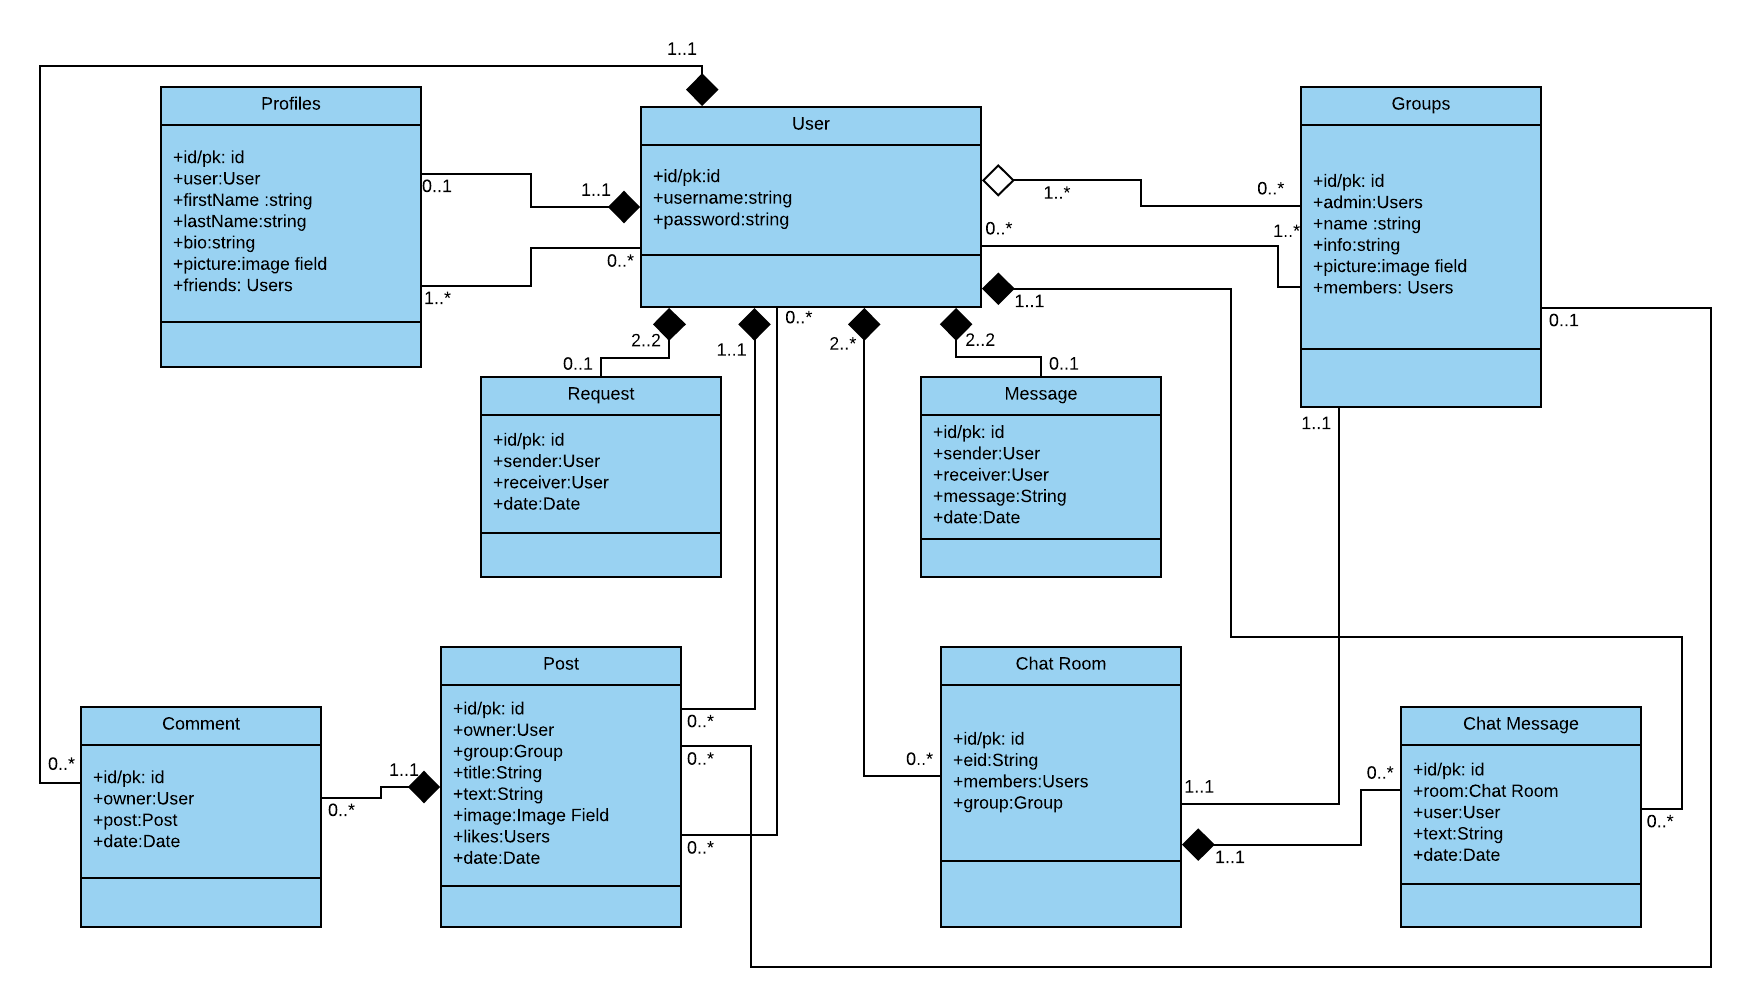 1..1
Profiles
+id/pk: id
+user:User
+firstName :string
+lastName:string
+bio:string
+picture:image field
+friends: Users
0..1
1..1
0..*
1..*
User
+id/pk:id
+username:string
+password:string
1..*
0..*
0..*
1..*
1..1
Groups
+id/pk: id
+admin:Users
+name :string
+info:string
+picture:image field
+members: Users
0..1
1..1
2..2
0..1
1..1
0..*
2..*
2..2
0..1
Request
+id/pk: id
+sender:User
+receiver:User
+date:Date
Message
+id/pk: id
+sender:User
+receiver:User
+message:String
+date:Date
0..*
Comment
+id/pk: id
+owner:User
+post:Post
+date:Date
0..*
1..1
Post
+id/pk: id
+owner:User
+group:Group
+title:String
+text:String
+image:Image Field
+likes:Users
+date:Date
0..*
0..*
0..*
0..*
Chat Room
+id/pk: id
+eid:String
+members:Users
+group:Group
1..1
1..1
0..*
Chat Message
+id/pk: id
+room:Chat Room
+user:User
+text:String
+date:Date
0..*